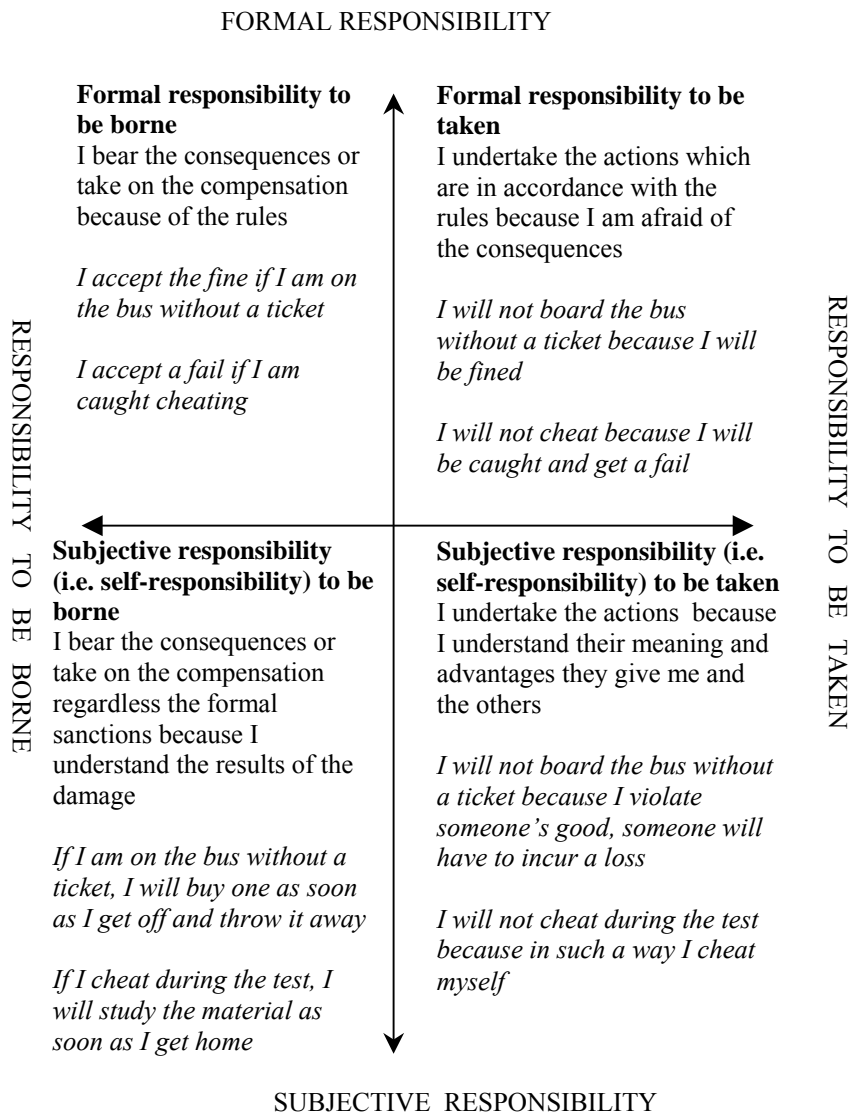 FORMAL RESPONSIBILITY
Formal responsibility to
be borne
I bear the consequences or
take on the compensation
because of the rules
I accept the fine if I am on
the bus without a ticket
I accept a fail if I am
caught cheating
Formal responsibility to be
taken
I undertake the actions which
are in accordance with the
rules because I am afraid of
the consequences
I will not board the bus
without a ticket because I will
be fined
I will not cheat because I will
be caught and get a fail
RESPONSIBILITY TO BE BORNE
RESPONSIBILITY TO BE TAKEN
Subjective responsibility
(i.e. self-responsibility) to be
borne
I bear the consequences or
take on the compensation
regardless the formal
sanctions because I
understand the results of the
damage
If I am on the bus without a
ticket, I will buy one as soon
as I get off and throw it away
If I cheat during the test, I
will study the material as
soon as I get home
Subjective responsibility (i.e.
self-responsibility) to be taken
I undertake the actions because
I understand their meaning and
advantages they give me and
the others
I will not board the bus without
a ticket because I violate
someone's good, someone will
have to incur a loss
I will not cheat during the test
because in such a way I cheat
myself
SUBJECTIVE RESPONSIBILITY